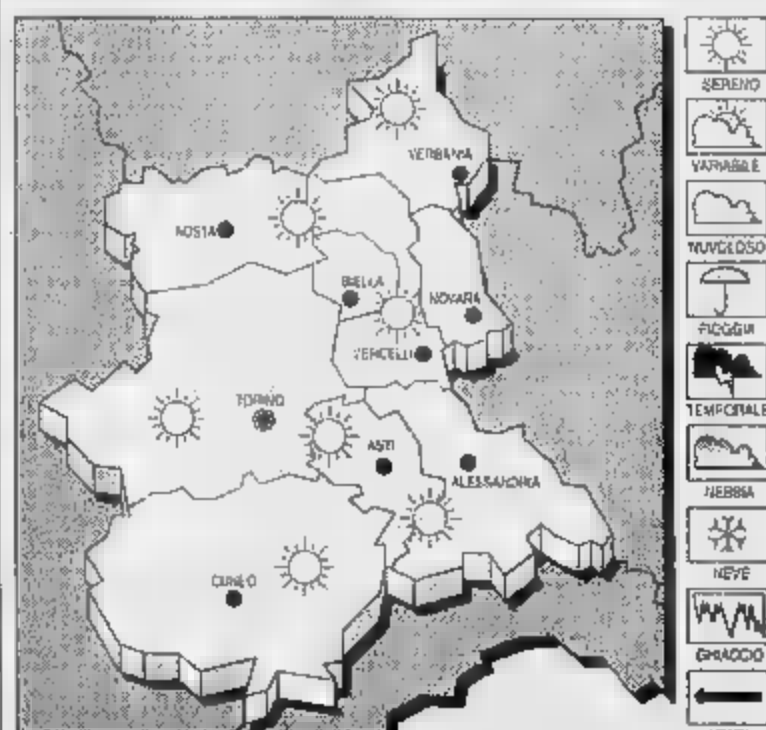 VERBANIA
AOSTA
BIELLA
NOVARA
VERCELLI
TORINO
ASTI
ALESSANDRIA
CUNEO
SERENO
VARIABILE
NUVOLOSO
PIOGGIA
TEMPORALE
NEBBIA
NEVE
GHIACCIO